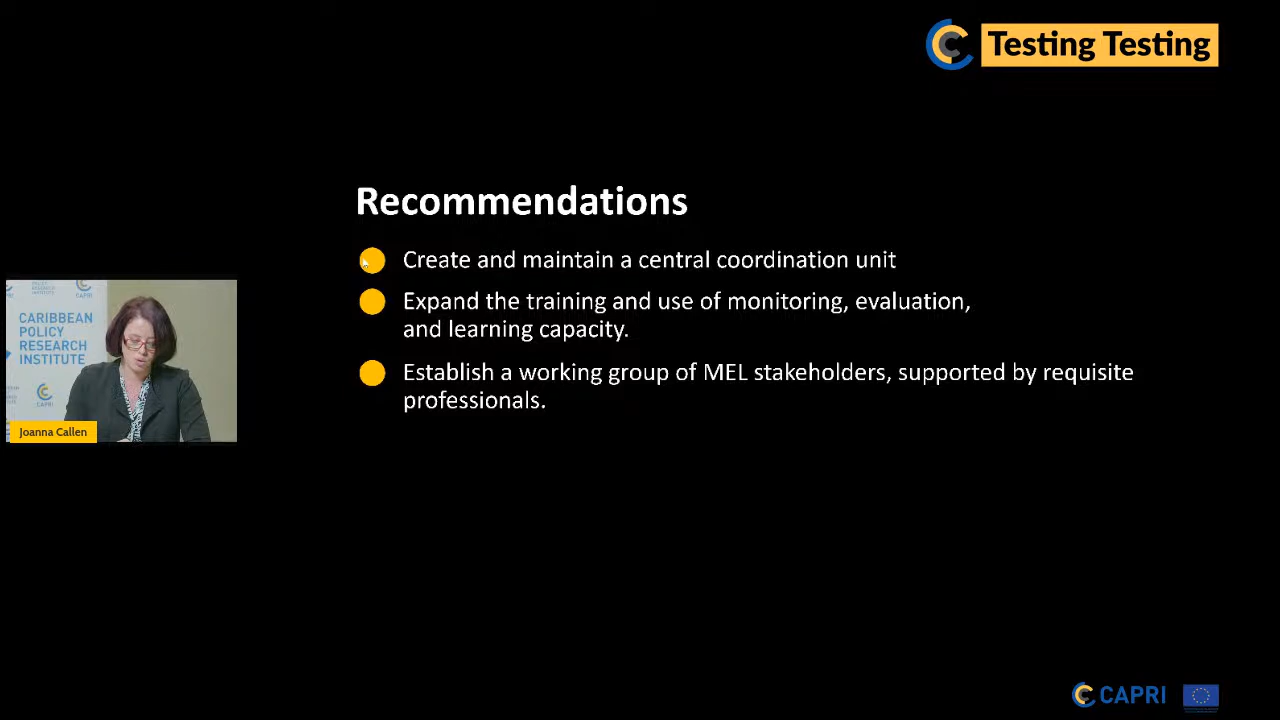 Testing Testing
Recommendations
Create and maintain a central coordination unit
Expand the training and use of monitoring, evaluation,
and learning capacity.
Establish a working group of MEL stakeholders, supported by requisite
professionals.
CARIBBEAN
POLICY
RESEARCH
INSTITUTE
CAPRI
Joanna Callen
CAPRI